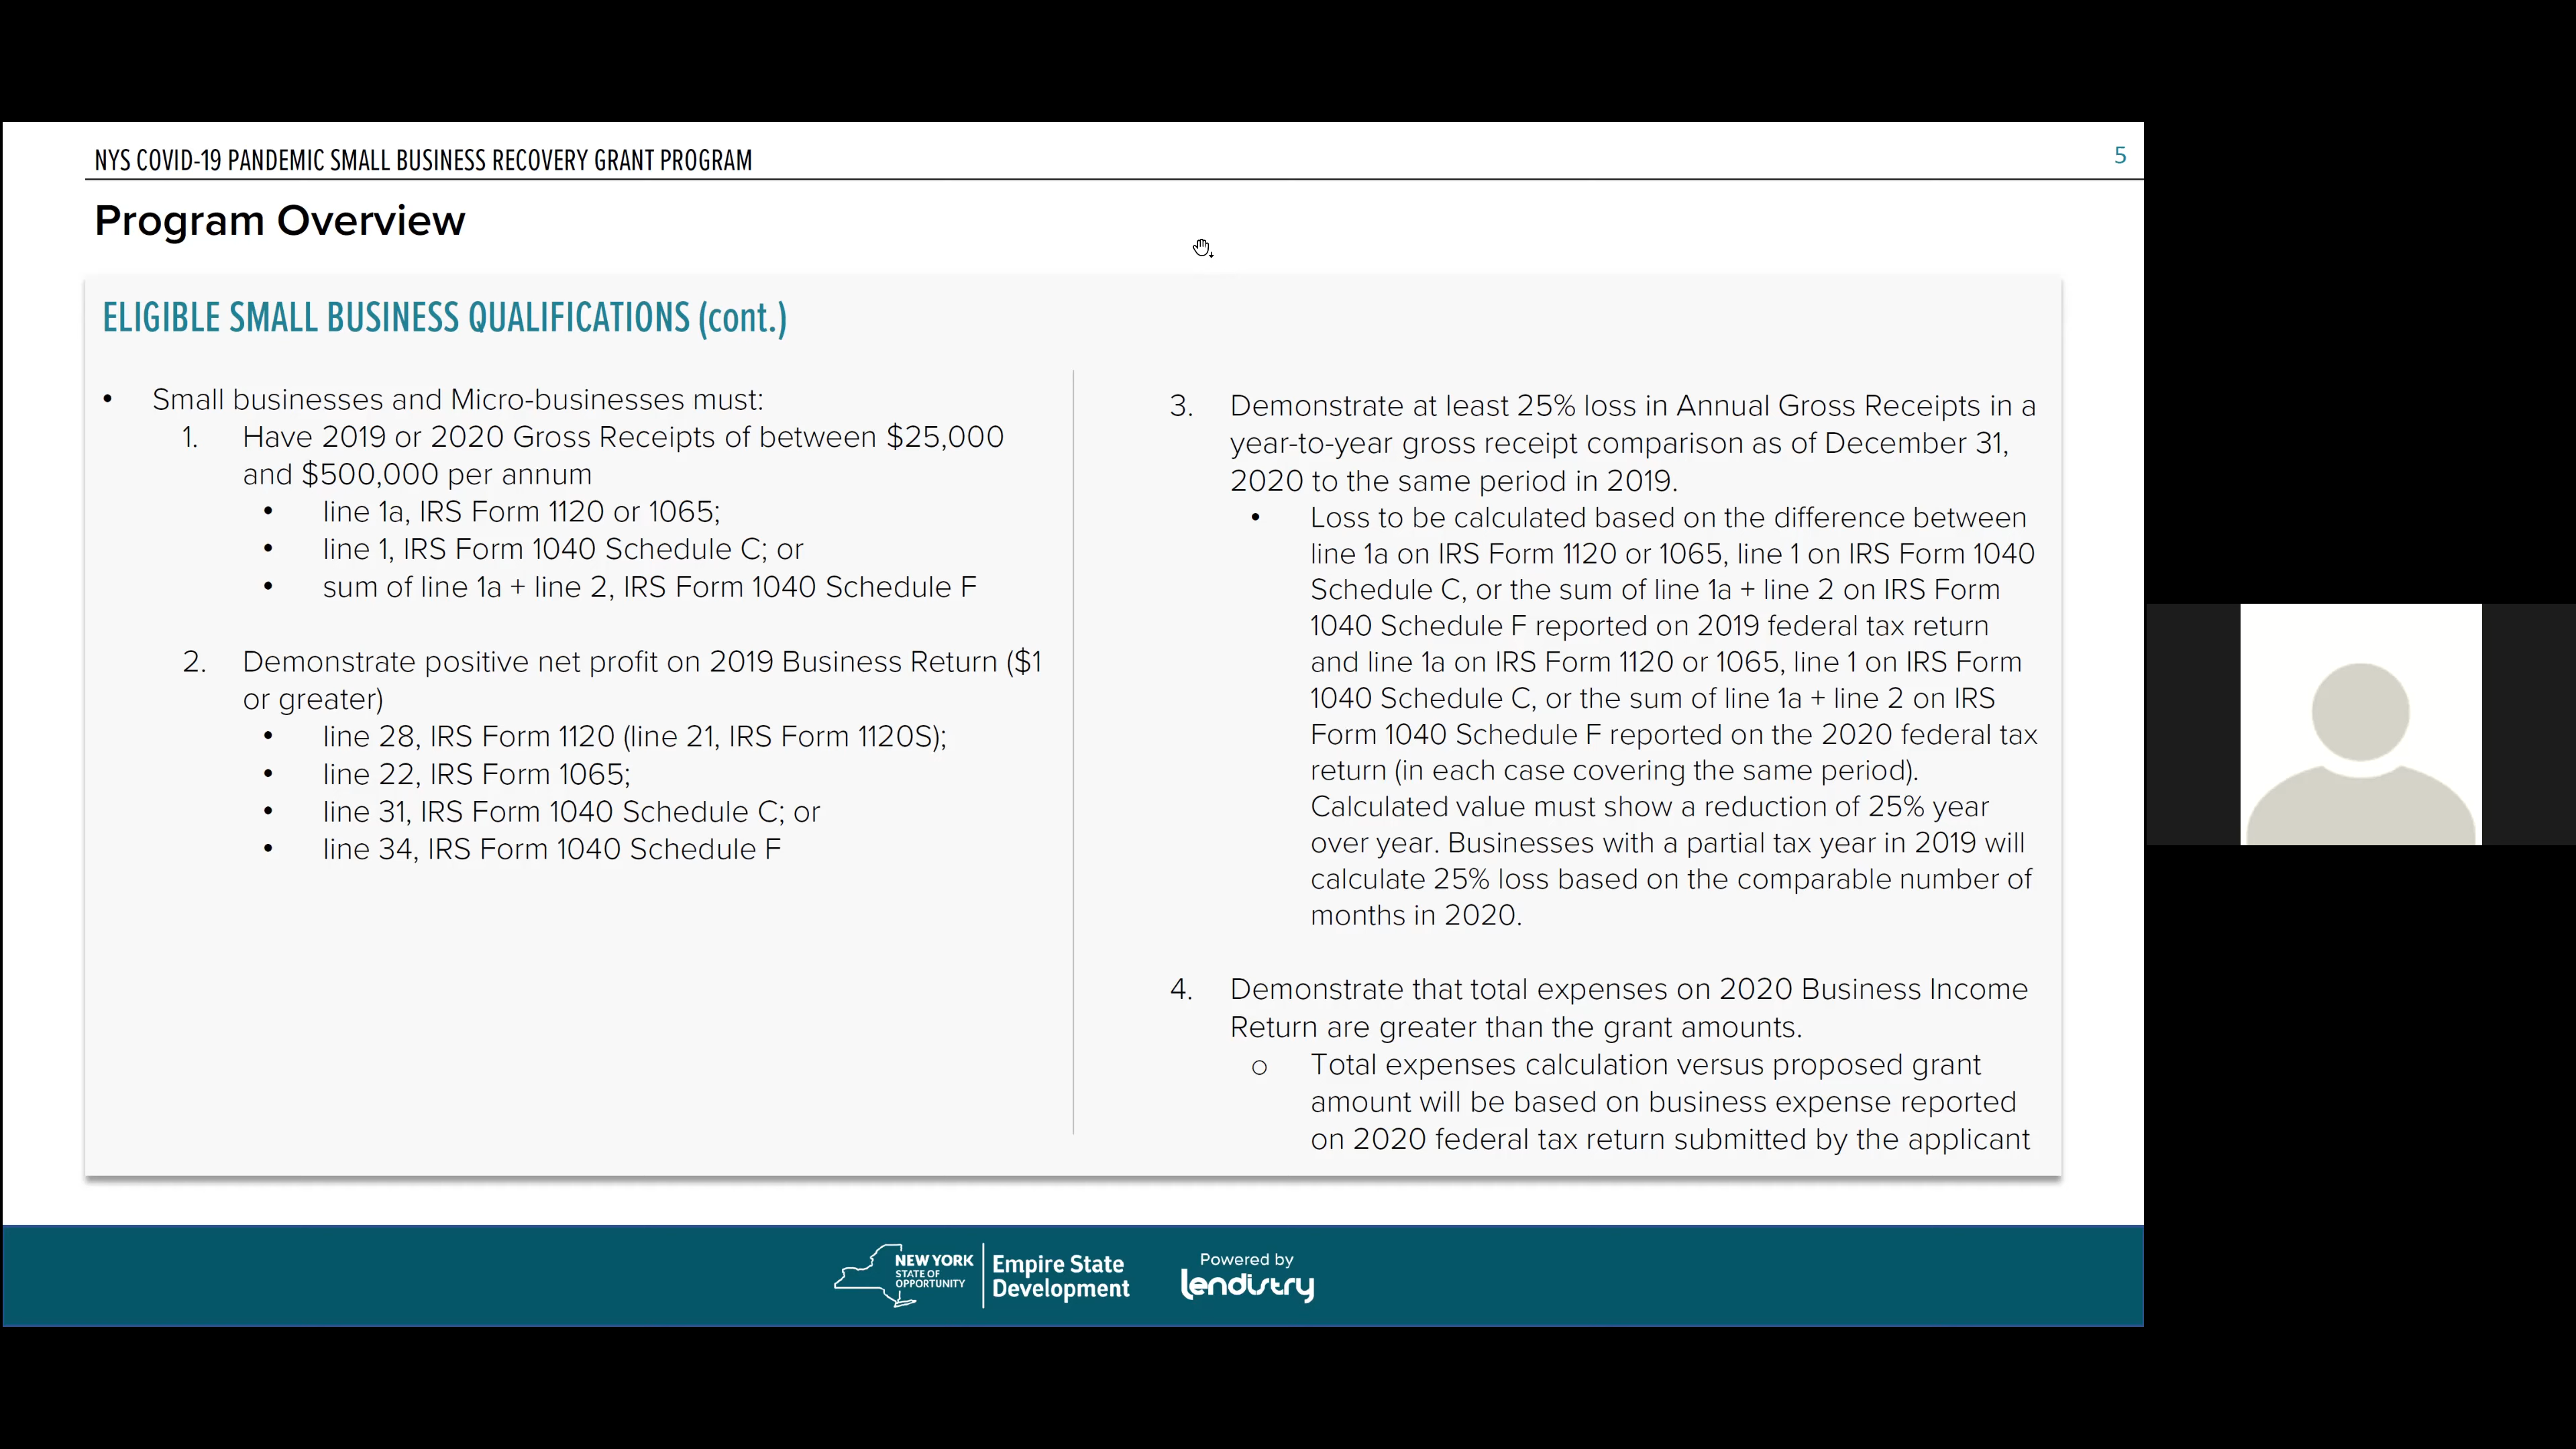 NYS COVID-19 PANDEMIC SMALL BUSINESS RECOVERY GRANT PROGRAM
5
Program Overview
ELIGIBLE SMALL BUSINESS QUALIFICATIONS (cont.)
• Small businesses and Micro-businesses must:
1. Have 2019 or 2020 Gross Receipts of between $25,000
and $500,000 per annum
• line 1a, IRS Form 1120 or 1065;
• line 1, IRS Form 1040 Schedule C; or
• sum of line 1a + line 2, IRS Form 1040 Schedule F
2. Demonstrate positive net profit on 2019 Business Return ($1
or greater)
• line 28, IRS Form 1120 (line 21, IRS Form 1120S);
• line 22, IRS Form 1065;
• line 31, IRS Form 1040 Schedule C; or
• line 34, IRS Form 1040 Schedule F
3. Demonstrate at least 25% loss in Annual Gross Receipts in a
year-to-year gross receipt comparison as of December 31,
2020 to the same period in 2019.
• Loss to be calculated based on the difference between
line 1a on IRS Form 1120 or 1065, line 1 on IRS Form 1040
Schedule C, or the sum of line 1a + line 2 on IRS Form
1040 Schedule F reported on 2019 federal tax return
and line 1a on IRS Form 1120 or 1065, line 1 on IRS Form
1040 Schedule C, or the sum of line 1a + line 2 on IRS
Form 1040 Schedule F reported on the 2020 federal tax
return (in each case covering the same period).
Calculated value must show a reduction of 25% year
over year. Businesses with a partial tax year in 2019 will
calculate 25% loss based on the comparable number of
months in 2020.
4. Demonstrate that total expenses on 2020 Business Income
Return are greater than the grant amounts.
o Total expenses calculation versus proposed grant
amount will be based on business expense reported
on 2020 federal tax return submitted by the applicant
NEW YORK
STATE OF
OPPORTUNITY
Empire State
Development
Powered by
lendistry